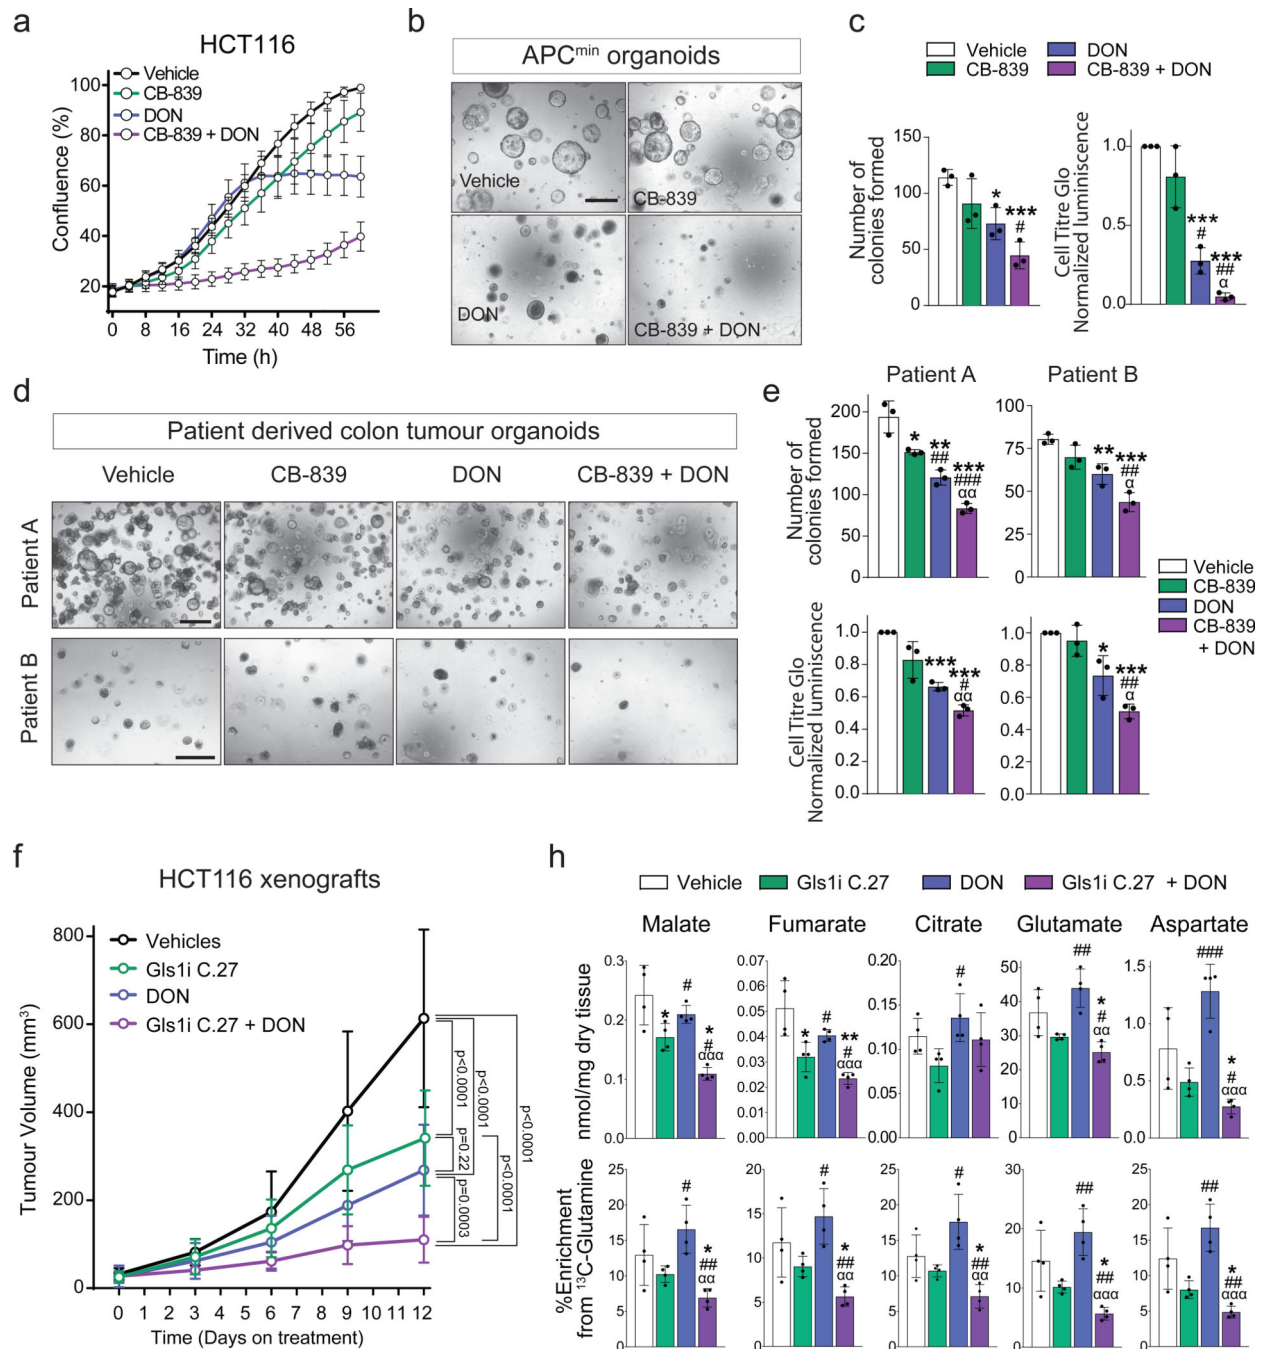 a
HCT116
Vehicle
CB-839
DON
CB-839 + DON
Confluence (%)
100
80
60
40
20
0 8 16 24 32 40 48 56
Time (h)
b
APCmin organoids
Vehicle
CB-839
DON
CB-839 + DON
c
Vehicle
DON
CB-839
CB-839 + DON
Number of
colonies formed
150
100
50
0
*
***
#
Cell Titre Glo
Normalized luminiscence
1.0
0.5
0.0
***
#
***
##
α
d
Patient derived colon tumour organoids
Vehicle
CB-839
DON
CB-839 + DON
Patient A
Patient B
e
Patient A
Patient B
Number of
colonies formed
200
150
100
50
0
*
**
##
***
###
αα
100
75
50
25
0
**
***
##
α
Vehicle
CB-839
DON
CB-839
+ DON
Cell Titre Glo
Normalized luminiscence
1.0
0.8
0.6
0.4
0.2
0.0
***
***
#
αα
1.0
0.8
0.6
0.4
0.2
0.0
*
***
##
α
f
HCT116 xenografts
Vehicles
Gls1i C.27
DON
Gls1i C.27 + DON
Tumour Volume (mm3)
800
600
400
200
0
0 1 2 3 4 5 6 7 8 9 10 11 12
Time (Days on treatment)
p<0.0001
p=0.22
p=0.0003
p<0.0001
p<0.0001
p<0.0001
h
Vehicle
Gls1i C.27
DON
Gls1i C.27 + DON
Malate
Fumarate
Citrate
Glutamate
Aspartate
nmol/mg dry tissue
0.3
0.2
0.1
0.0
*
#
*
#
ααα
0.07
0.06
0.05
0.04
0.03
0.02
0.01
0.00
*
#
**
#
ααα
0.20
0.15
0.10
0.05
0.00
#
50
40
30
20
10
0
##
*
#
αα
1.5
1.0
0.5
0.0
###
*
#
ααα
%Enrichment
from 13C-Glutamine
25
20
15
10
5
0
#
*
##
αα
20
15
10
5
0
#
*
##
αα
25
20
15
10
5
0
#
*
##
αα
30
20
10
0
##
*
##
ααα
25
20
15
10
5
0
##
*
##
ααα